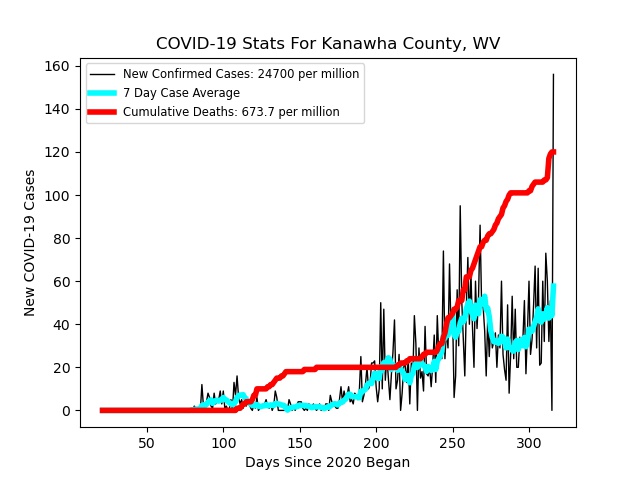 COVID-19 Stats For Kanawha County, WV
New Confirmed Cases: 24700 per million
7 Day Case Average
Cumulative Deaths: 673.7 per million
New COVID-19 Cases
160
140
120
100
80
60
40
20
0
50 100 150 200 250 300
Days Since 2020 Began